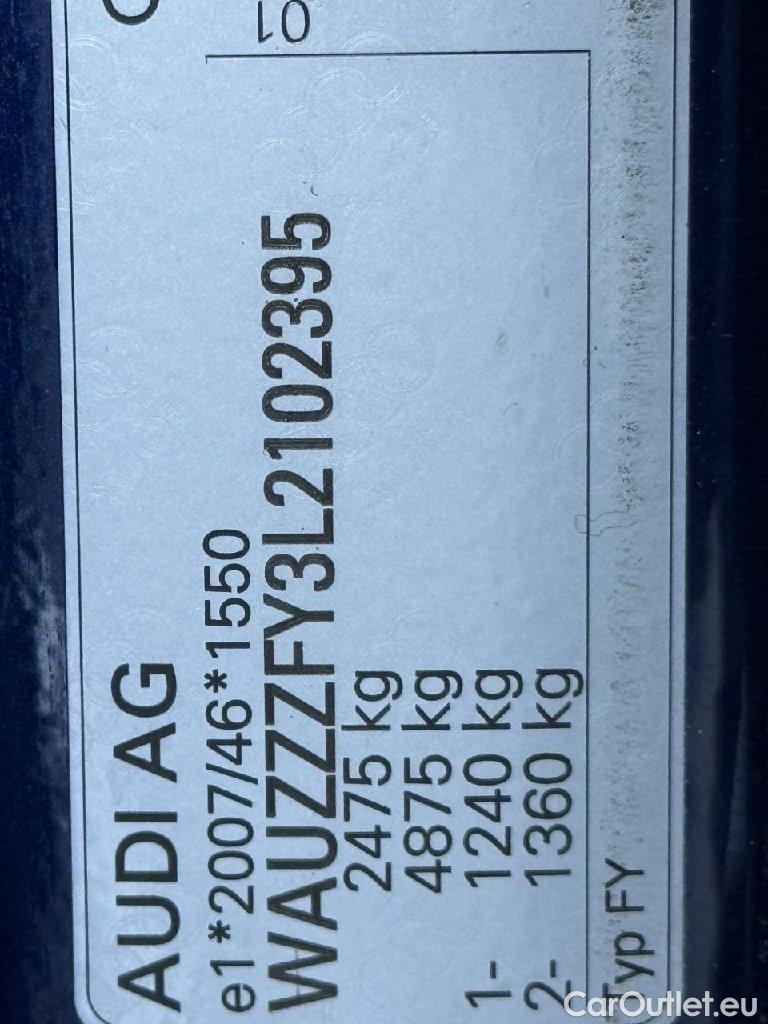 AUDI AG
e1*2007/46*1550
01
WAUZZZFY3L2102395
2475 kg
4875 kg
1- 1240 kg
2- 1360 kg
Typ FY
CarOutlet.eu